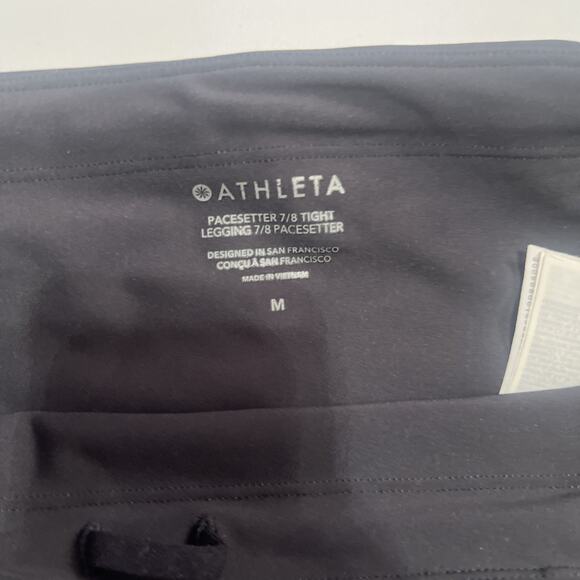 ATHLETA
PACESETTER 7/8 TIGHT
LEGGING 7/8 PACESETTER
DESIGNED IN SAN FRANCISCO
CONÇU À SAN FRANCISCO
MADE IN VIETNAM
M